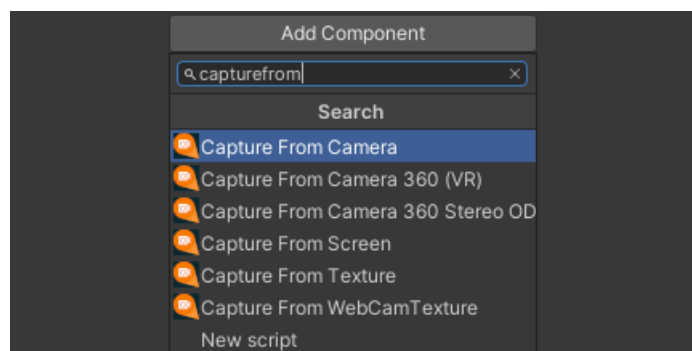 Add Component
capturefrom
Search
Capture From Camera
Capture From Camera 360 (VR)
Capture From Camera 360 Stereo OD
Capture From Screen
Capture From Texture
Capture From WebCamTexture
New script